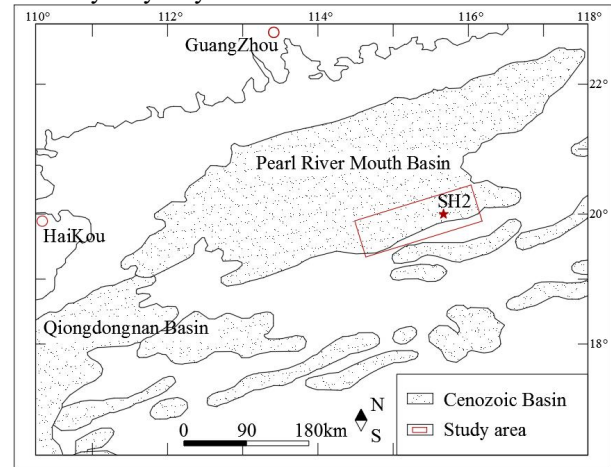 110° 112° 114° 116° 118°
GuangZhou
22°
Pearl River Mouth Basin
SH2
20°
HaiKou
Qiongdongnan Basin
18°
N
S
0 90 180km
Cenozoic Basin
Study area